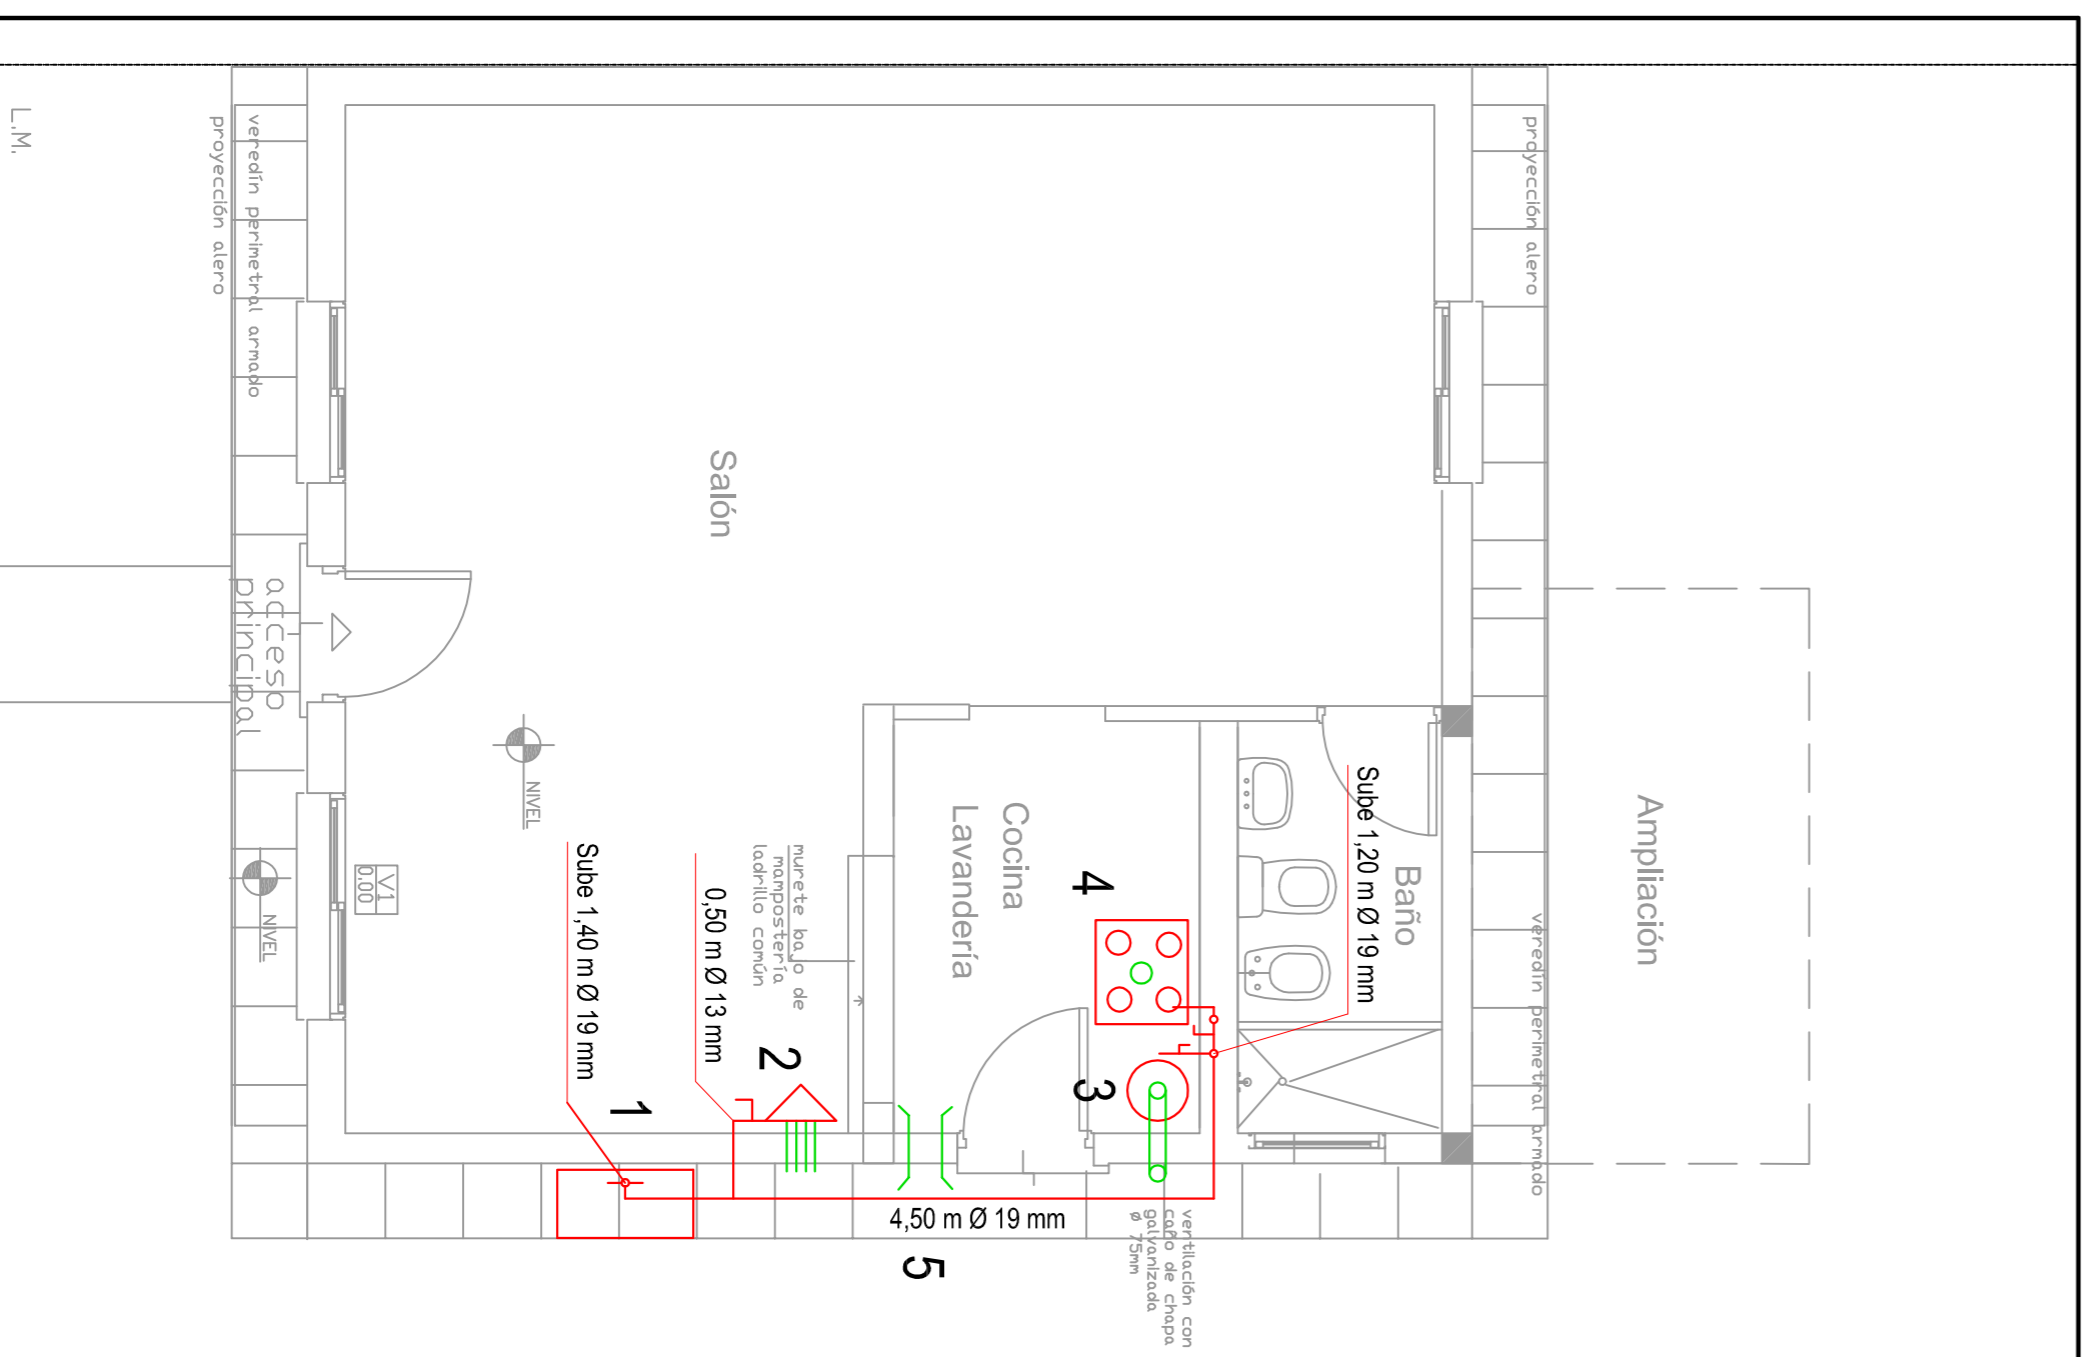 L.M.
proyección alero
veredín perimetral armado
proyección alero
Salón
acceso
principal
NIVEL
NIVEL
V1
0.00
Sube 1,40 m Ø 19 mm
0,50 m Ø 13 mm
murete bajo de
mampostería
ladrillo común
Cocina
Lavandería
Baño
Sube 1,20 m Ø 19 mm
Ampliación
veredín perimetral armado
1
2
3
4
5
4,50 m Ø 19 mm
ventilación con
caño de chapa
galvanizada
ø 75mm